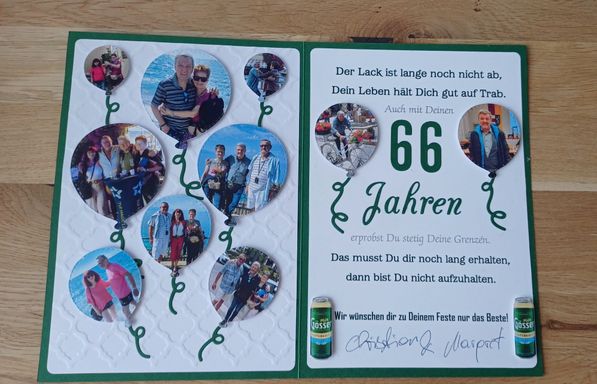 Der Lack ist lange noch nicht ab,
Dein Leben hält Dich gut auf Trab.
Auch mit Deinen
66
Jahren
erprobst Du stetig Deine Grenzen.
Das musst Du dir noch lang erhalten,
dann bist Du nicht aufzuhalten.
Wir wünschen dir zu Deinem Feste nur das Beste!
Christian & Margret
Gösser
Gösser